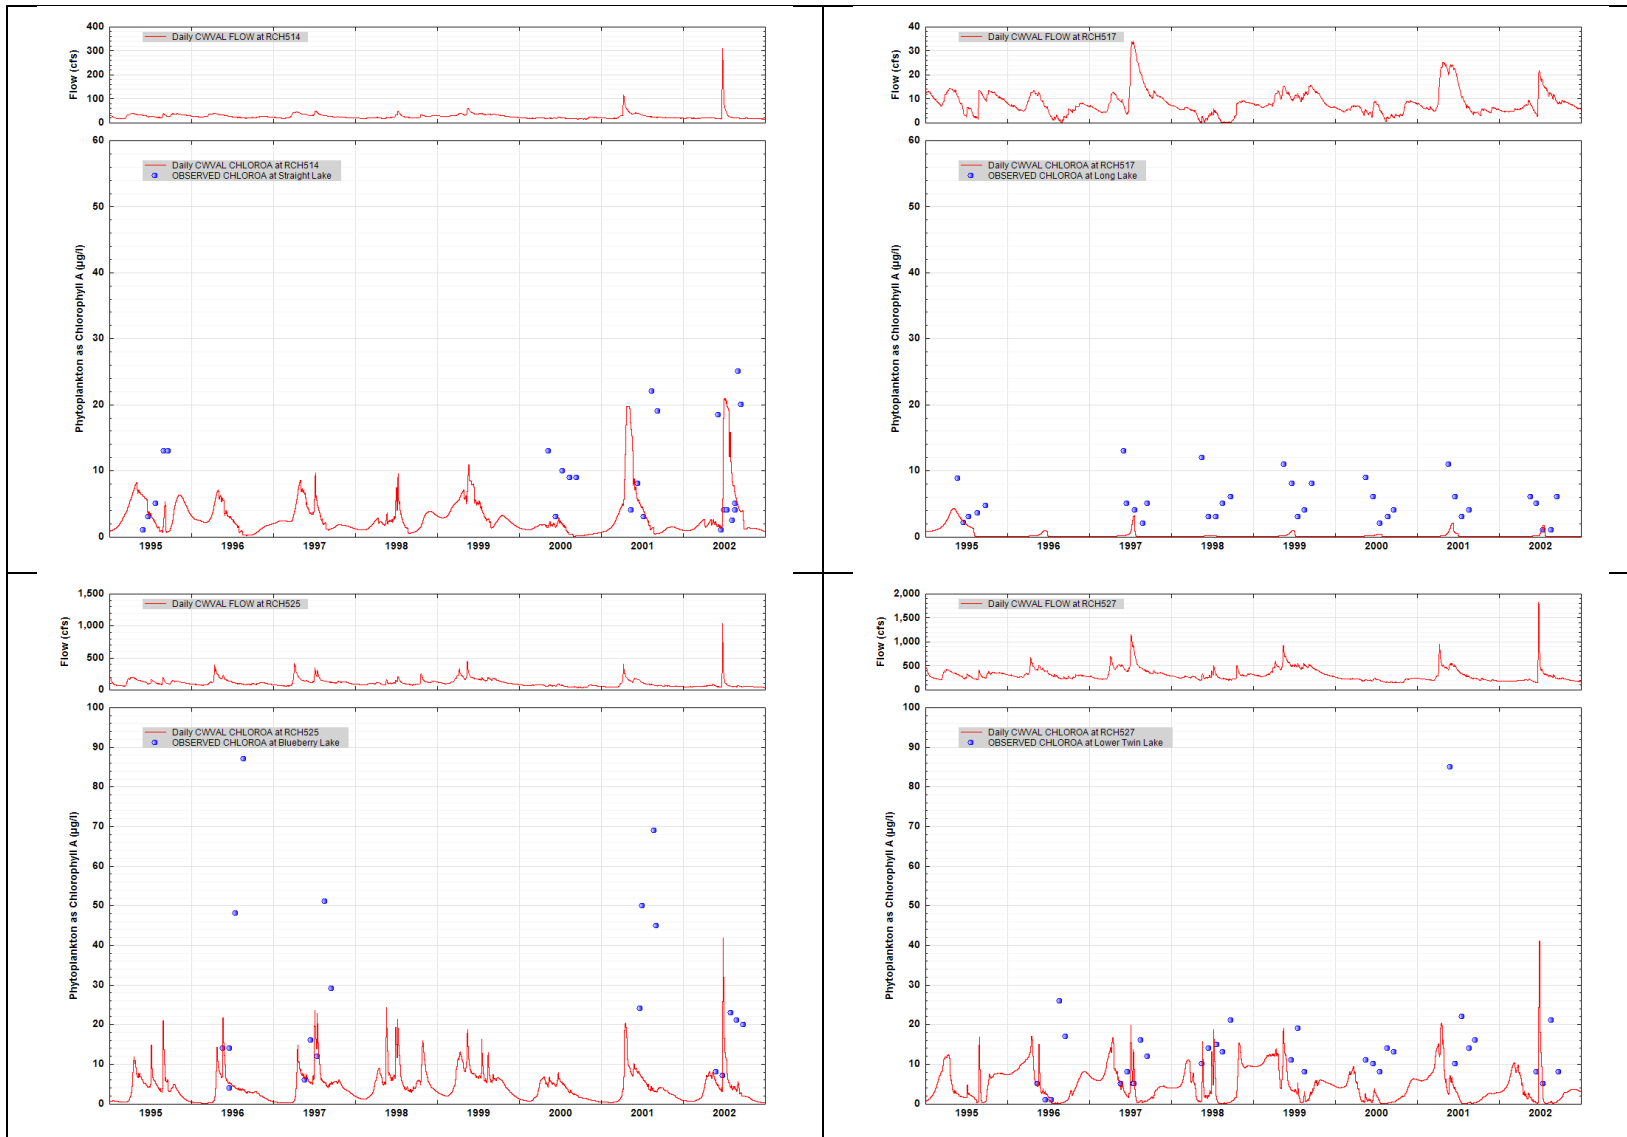 400
300
200
100
0
Flow (cfs)
Daily CWVAL FLOW at RCH514
60
50
40
30
20
10
0
Phytoplankton as Chlorophyll A (µg/l)
Daily CWVAL CHLOROA at RCH514
OBSERVED CHLOROA at Straight Lake
1995 1996 1997 1998 1999 2000 2001 2002
40
30
20
10
0
Flow (cfs)
Daily CWVAL FLOW at RCH517
60
50
40
30
20
10
0
Phytoplankton as Chlorophyll A (µg/l)
Daily CWVAL CHLOROA at RCH517
OBSERVED CHLOROA at Long Lake
1995 1996 1997 1998 1999 2000 2001 2002
1,500
1,000
500
0
Flow (cfs)
Daily CWVAL FLOW at RCH525
100
90
80
70
60
50
40
30
20
10
0
Phytoplankton as Chlorophyll A (µg/l)
Daily CWVAL CHLOROA at RCH525
OBSERVED CHLOROA at Blueberry Lake
1995 1996 1997 1998 1999 2000 2001 2002
2,000
1,500
1,000
500
0
Flow (cfs)
Daily CWVAL FLOW at RCH527
100
90
80
70
60
50
40
30
20
10
0
Phytoplankton as Chlorophyll A (µg/l)
Daily CWVAL CHLOROA at RCH527
OBSERVED CHLOROA at Lower Twin Lake
1995 1996 1997 1998 1999 2000 2001 2002